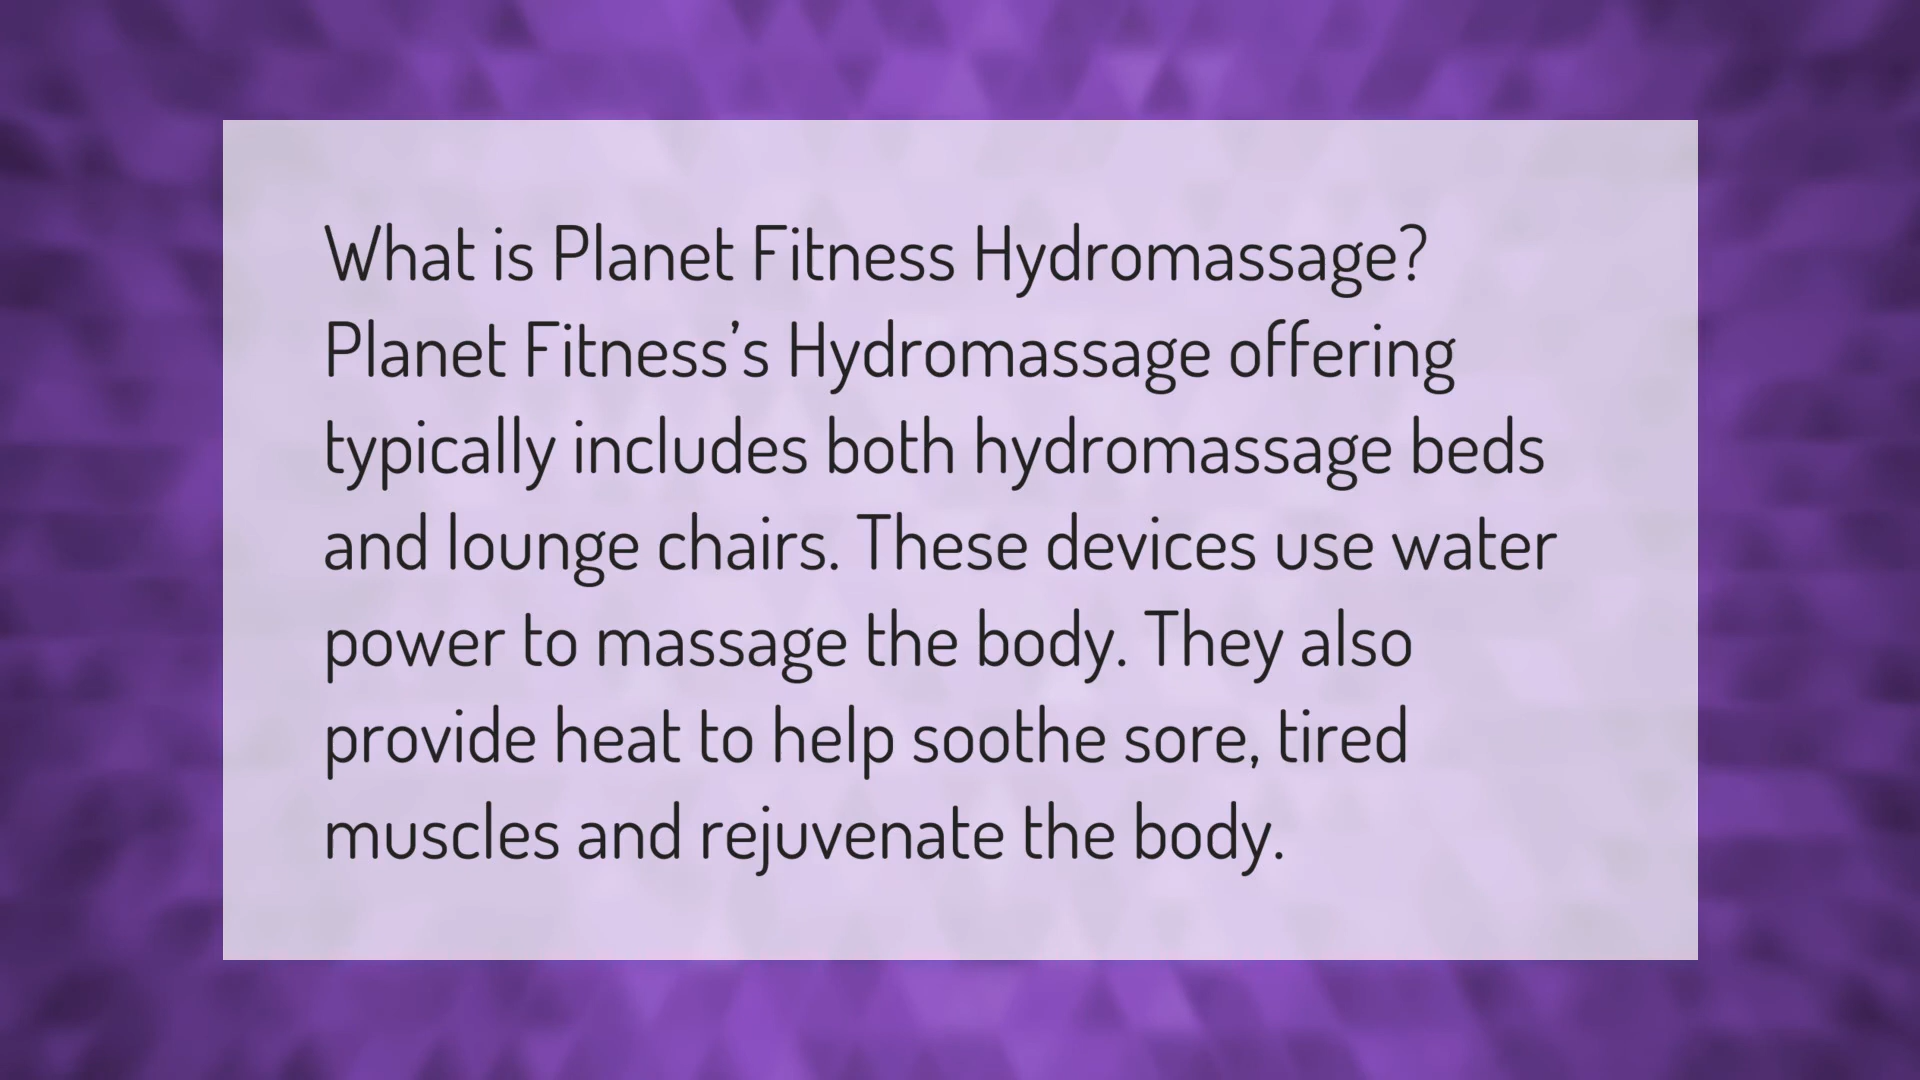 What is Planet Fitness Hydromassage?
Planet Fitness’s Hydromassage offering
typically includes both hydromassage beds
and lounge chairs. These devices use water
power to massage the body. They also
provide heat to help soothe sore, tired
muscles and rejuvenate the body.